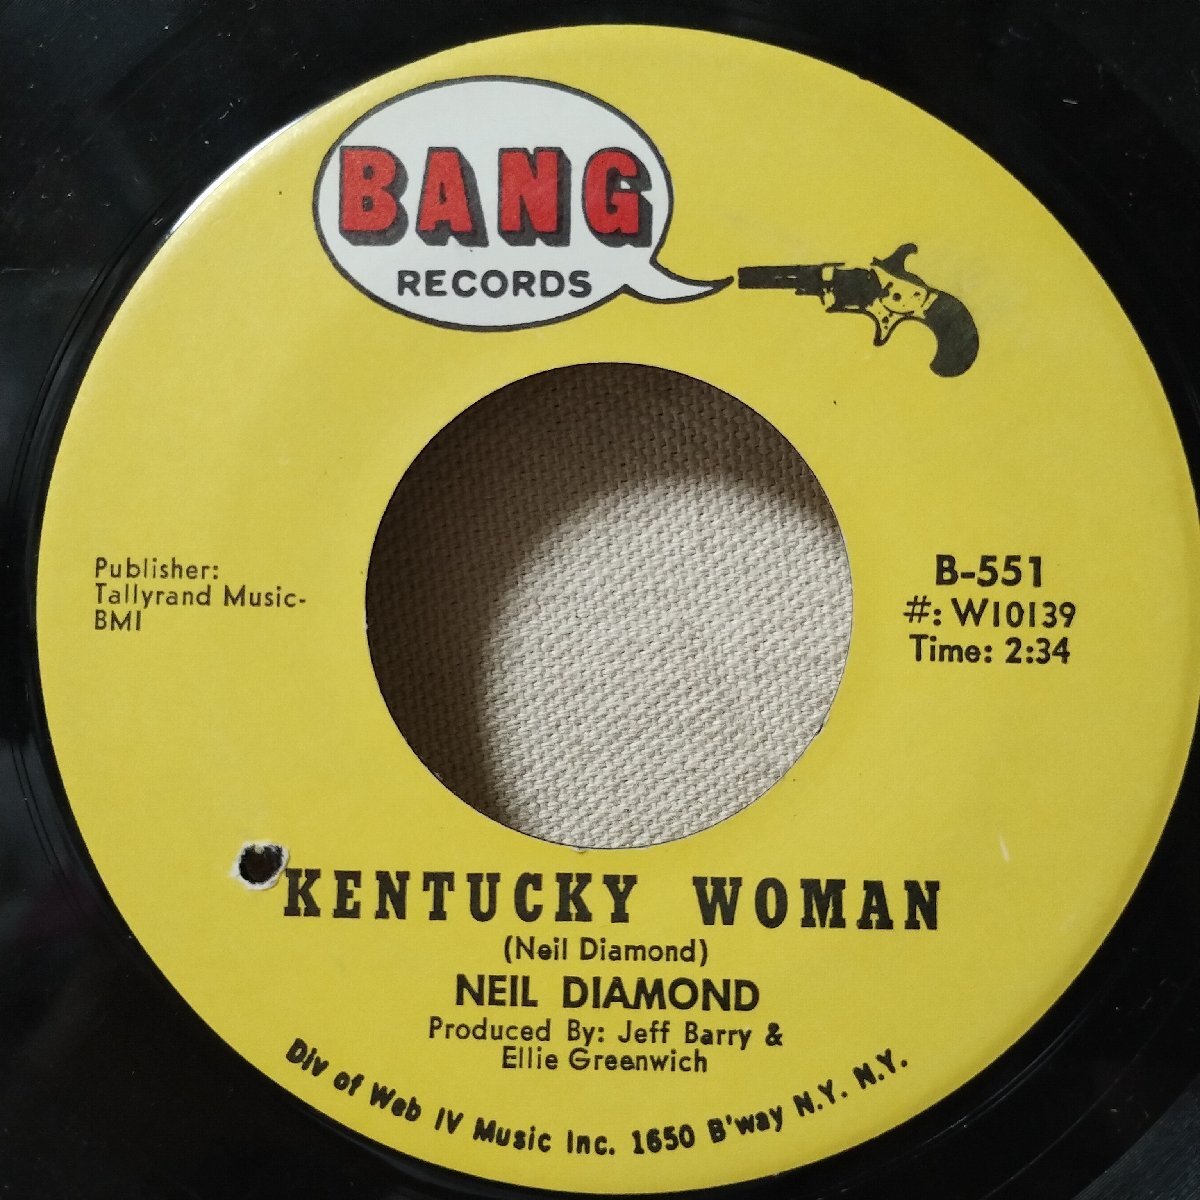 BANG
RECORDS
Publisher:
Tallyrand Music-
BMI
B-551
#: W10139
Time: 2:34
KENTUCKY WOMAN
(Neil Diamond)
NEIL DIAMOND
Produced By: Jeff Barry &
Ellie Greenwich
Div of Web IV Music Inc. 1650 B'way N.Y. N.Y.